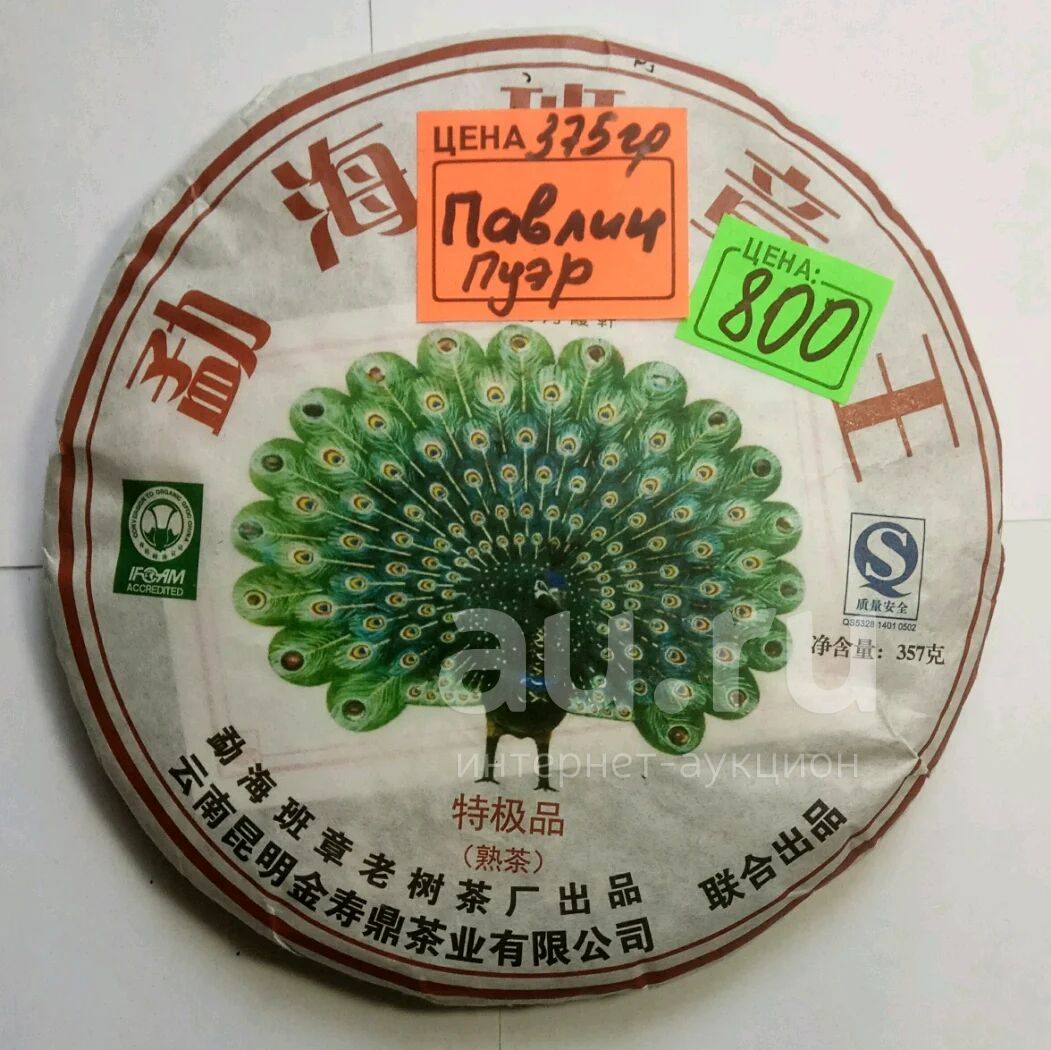 勐海班章王
ЦЕНА 375гр
Павлин
Пуэр
ЦЕНА:
800
IFOAM
ACCREDITED
S
质量安全
QS5328 1401 0502
净含量：357克
au.ru
интернет-аукцион
特极品
（熟茶）
勐海班章老树茶厂出品
云南昆明金寿鼎茶业有限公司
联合出品